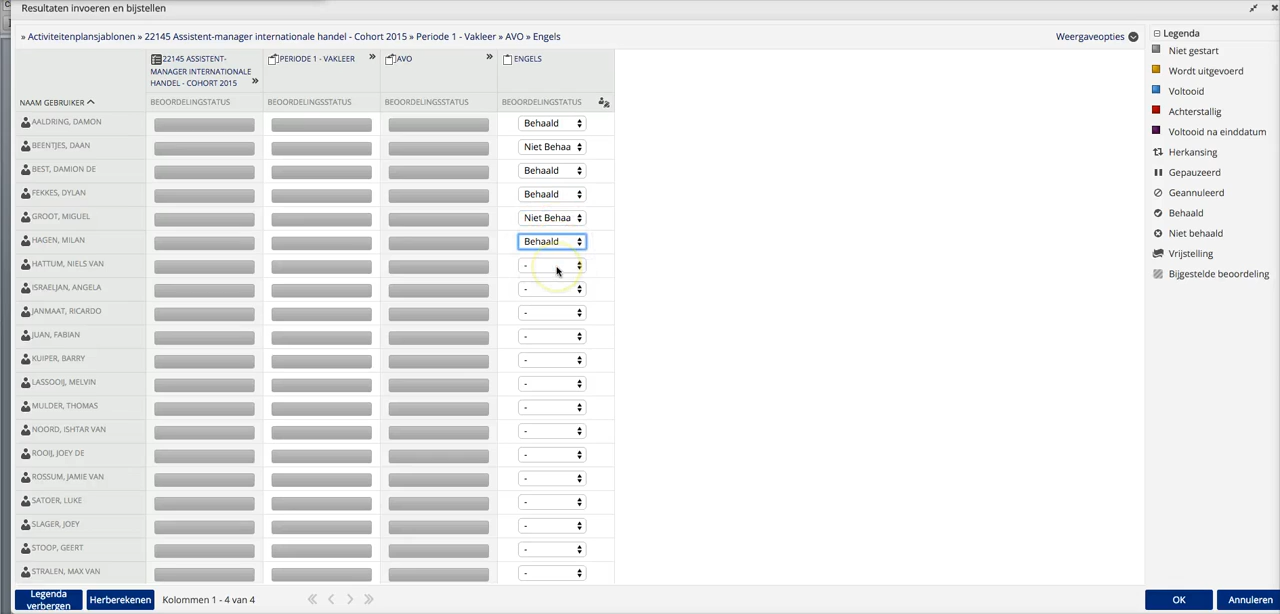 Resultaten invoeren en bijstellen
» Activiteitenplansjablonen » 22145 Assistent-manager internationale handel - Cohort 2015 » Periode 1 - Vakleer » AVO » Engels
Weergaveopties
22145 ASSISTENT-
MANAGER INTERNATIONALE
HANDEL - COHORT 2015 »
PERIODE 1 - VAKLEER »
AVO »
ENGELS
NAAM GEBRUIKER
BEOORDELINGSTATUS
BEOORDELINGSTATUS
BEOORDELINGSTATUS
BEOORDELINGSTATUS
AALDRING, DAMON Behaald
BEENTJES, DAAN Niet Behaa
BEST, DAMION DE Behaald
FEKKES, DYLAN Behaald
GROOT, MIGUEL Niet Behaa
HAGEN, MILAN Behaald
HATTUM, NIELS VAN -
ISRAELJAN, ANGELA -
JANMAAT, RICARDO -
JUAN, FABIAN -
KUIPER, BARRY -
LASSOOIJ, MELVIN -
MULDER, THOMAS -
NOORD, ISHTAR VAN -
ROOIJ, JOEY DE -
ROSSUM, JAMIE VAN -
SATOER, LUKE -
SLAGER, JOEY -
STOOP, GEERT -
STRALEN, MAX VAN -
Legenda
Niet gestart
Wordt uitgevoerd
Voltooid
Achterstallig
Voltooid na einddatum
Herkansing
Gepauzeerd
Geannuleerd
Behaald
Niet behaald
Vrijstelling
Bijgestelde beoordeling
Legenda
verbergen
Herberekenen
Kolommen 1 - 4 van 4
OK
Annuleren